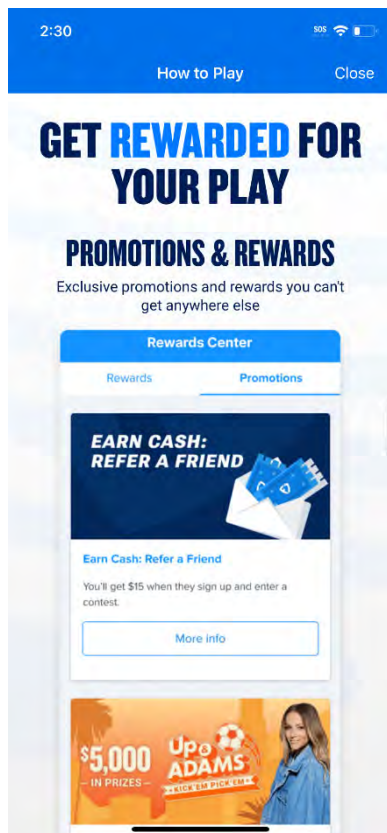 2:30
SOS
How to Play
Close
GET REWARDED FOR
YOUR PLAY
PROMOTIONS & REWARDS
Exclusive promotions and rewards you can't
get anywhere else
Rewards Center
Rewards
Promotions
EARN CASH:
REFER A FRIEND
Earn Cash: Refer a Friend
You'll get $15 when they sign up and enter a
contest.
More info
$5,000
IN PRIZES
Up &
ADAMS
KICK'EM PICK'EM